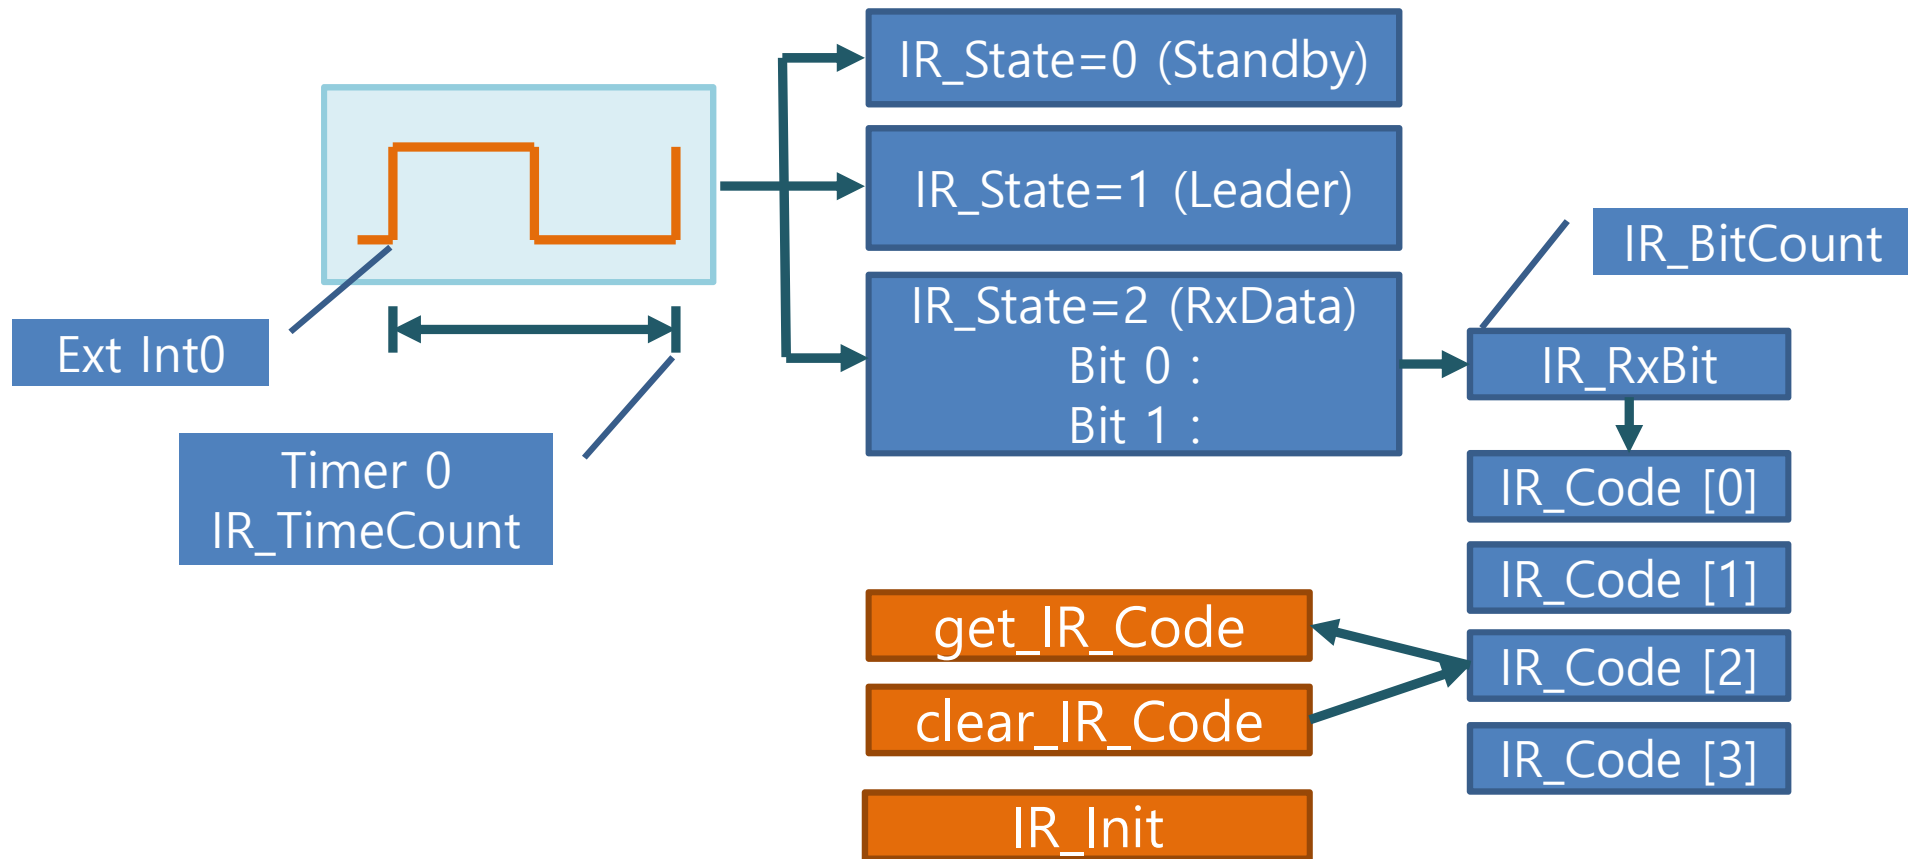 IR_State=0 (Standby)
IR_State=1 (Leader)
IR_State=2 (RxData)
Bit 0 :
Bit 1 :
Ext Int0
Timer 0
IR_TimeCount
IR_BitCount
IR_RxBit
IR_Code [0]
IR_Code [1]
IR_Code [2]
IR_Code [3]
get_IR_Code
clear_IR_Code
IR_Init